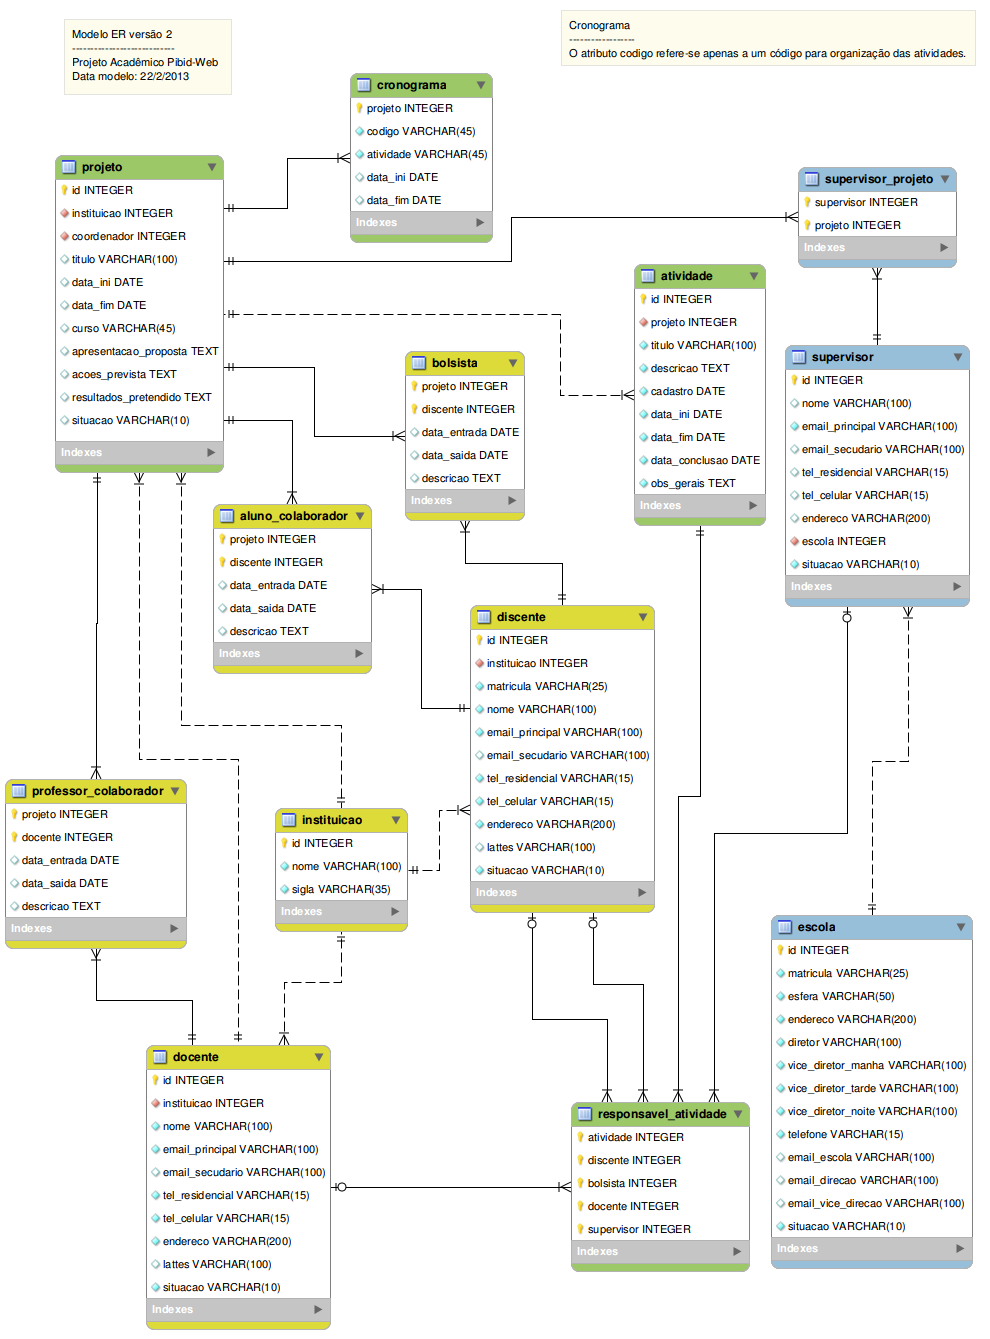 Modelo ER versão 2
----------------------------
Projeto Acadêmico Pibid-Web
Data modelo: 22/2/2013
Cronograma
------------------
O atributo codigo refere-se apenas a um código para organização das atividades.
cronograma
projeto INTEGER
codigo VARCHAR(45)
atividade VARCHAR(45)
data_ini DATE
data_fim DATE
Indexes
projeto
id INTEGER
instituicao INTEGER
coordenador INTEGER
titulo VARCHAR(100)
data_ini DATE
data_fim DATE
curso VARCHAR(45)
apresentacao_proposta TEXT
acoes_prevista TEXT
resultados_pretendido TEXT
situacao VARCHAR(10)
Indexes
supervisor_projeto
supervisor INTEGER
projeto INTEGER
Indexes
atividade
id INTEGER
projeto INTEGER
titulo VARCHAR(100)
descricao TEXT
cadastro DATE
data_ini DATE
data_fim DATE
data_conclusao DATE
obs_gerais TEXT
Indexes
supervisor
id INTEGER
nome VARCHAR(100)
email_principal VARCHAR(100)
email_secudario VARCHAR(100)
tel_residencial VARCHAR(15)
tel_celular VARCHAR(15)
endereco VARCHAR(200)
escola INTEGER
situacao VARCHAR(10)
Indexes
bolsista
projeto INTEGER
discente INTEGER
data_entrada DATE
data_saida DATE
descricao TEXT
Indexes
aluno_colaborador
projeto INTEGER
discente INTEGER
data_entrada DATE
data_saida DATE
descricao TEXT
Indexes
discente
id INTEGER
instituicao INTEGER
matricula VARCHAR(25)
nome VARCHAR(100)
email_principal VARCHAR(100)
email_secudario VARCHAR(100)
tel_residencial VARCHAR(15)
tel_celular VARCHAR(15)
endereco VARCHAR(200)
lattes VARCHAR(100)
situacao VARCHAR(10)
Indexes
professor_colaborador
projeto INTEGER
docente INTEGER
data_entrada DATE
data_saida DATE
descricao TEXT
Indexes
instituicao
id INTEGER
nome VARCHAR(100)
sigla VARCHAR(35)
Indexes
escola
id INTEGER
matricula VARCHAR(25)
esfera VARCHAR(50)
endereco VARCHAR(200)
diretor VARCHAR(100)
vice_diretor_manha VARCHAR(100)
vice_diretor_tarde VARCHAR(100)
vice_diretor_noite VARCHAR(100)
telefone VARCHAR(15)
email_escola VARCHAR(100)
email_direcao VARCHAR(100)
email_vice_direcao VARCHAR(100)
situacao VARCHAR(10)
Indexes
docente
id INTEGER
instituicao INTEGER
nome VARCHAR(100)
email_principal VARCHAR(100)
email_secudario VARCHAR(100)
tel_residencial VARCHAR(15)
tel_celular VARCHAR(15)
endereco VARCHAR(200)
lattes VARCHAR(100)
situacao VARCHAR(10)
Indexes
responsavel_atividade
atividade INTEGER
discente INTEGER
bolsista INTEGER
docente INTEGER
supervisor INTEGER
Indexes